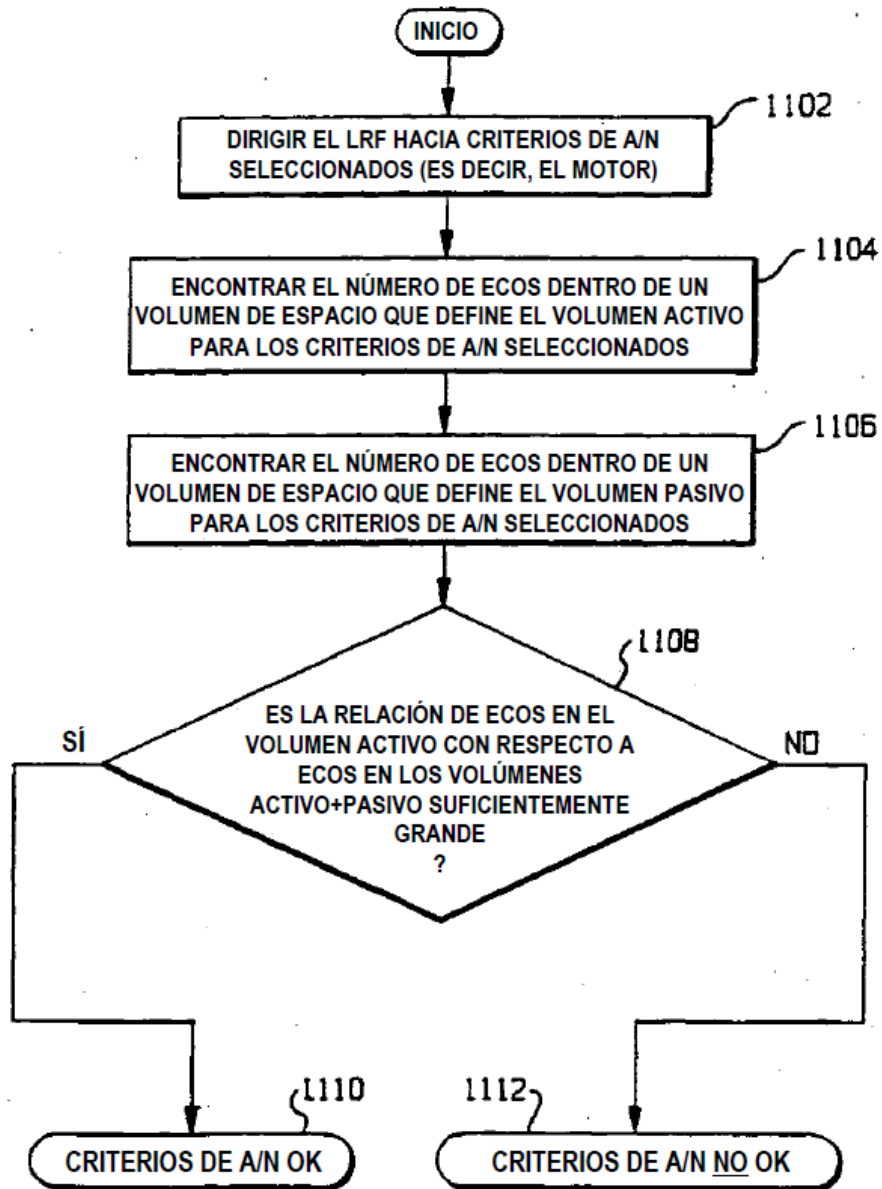 INICIO
1102
DIRIGIR EL LRF HACIA CRITERIOS DE A/N
SELECCIONADOS (ES DECIR, EL MOTOR)
1104
ENCONTRAR EL NÚMERO DE ECOS DENTRO DE UN
VOLUMEN DE ESPACIO QUE DEFINE EL VOLUMEN ACTIVO
PARA LOS CRITERIOS DE A/N SELECCIONADOS
1106
ENCONTRAR EL NÚMERO DE ECOS DENTRO DE UN
VOLUMEN DE ESPACIO QUE DEFINE EL VOLUMEN PASIVO
PARA LOS CRITERIOS DE A/N SELECCIONADOS
1108
ES LA RELACIÓN DE ECOS EN EL
VOLUMEN ACTIVO CON RESPECTO A
ECOS EN LOS VOLÚMENES
ACTIVO+PASIVO SUFICIENTEMENTE
GRANDE
?
SÍ
NO
1110
CRITERIOS DE A/N OK
1112
CRITERIOS DE A/N NO OK